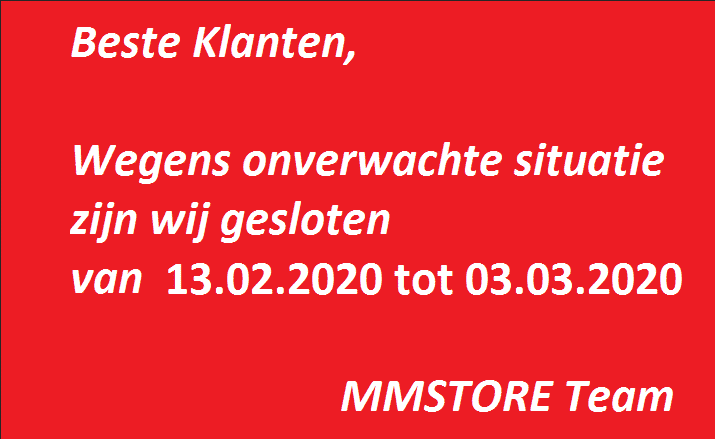 Beste Klanten,
Wegens onverwachte situatie
zijn wij gesloten
van 13.02.2020 tot 03.03.2020
MMSTORE Team